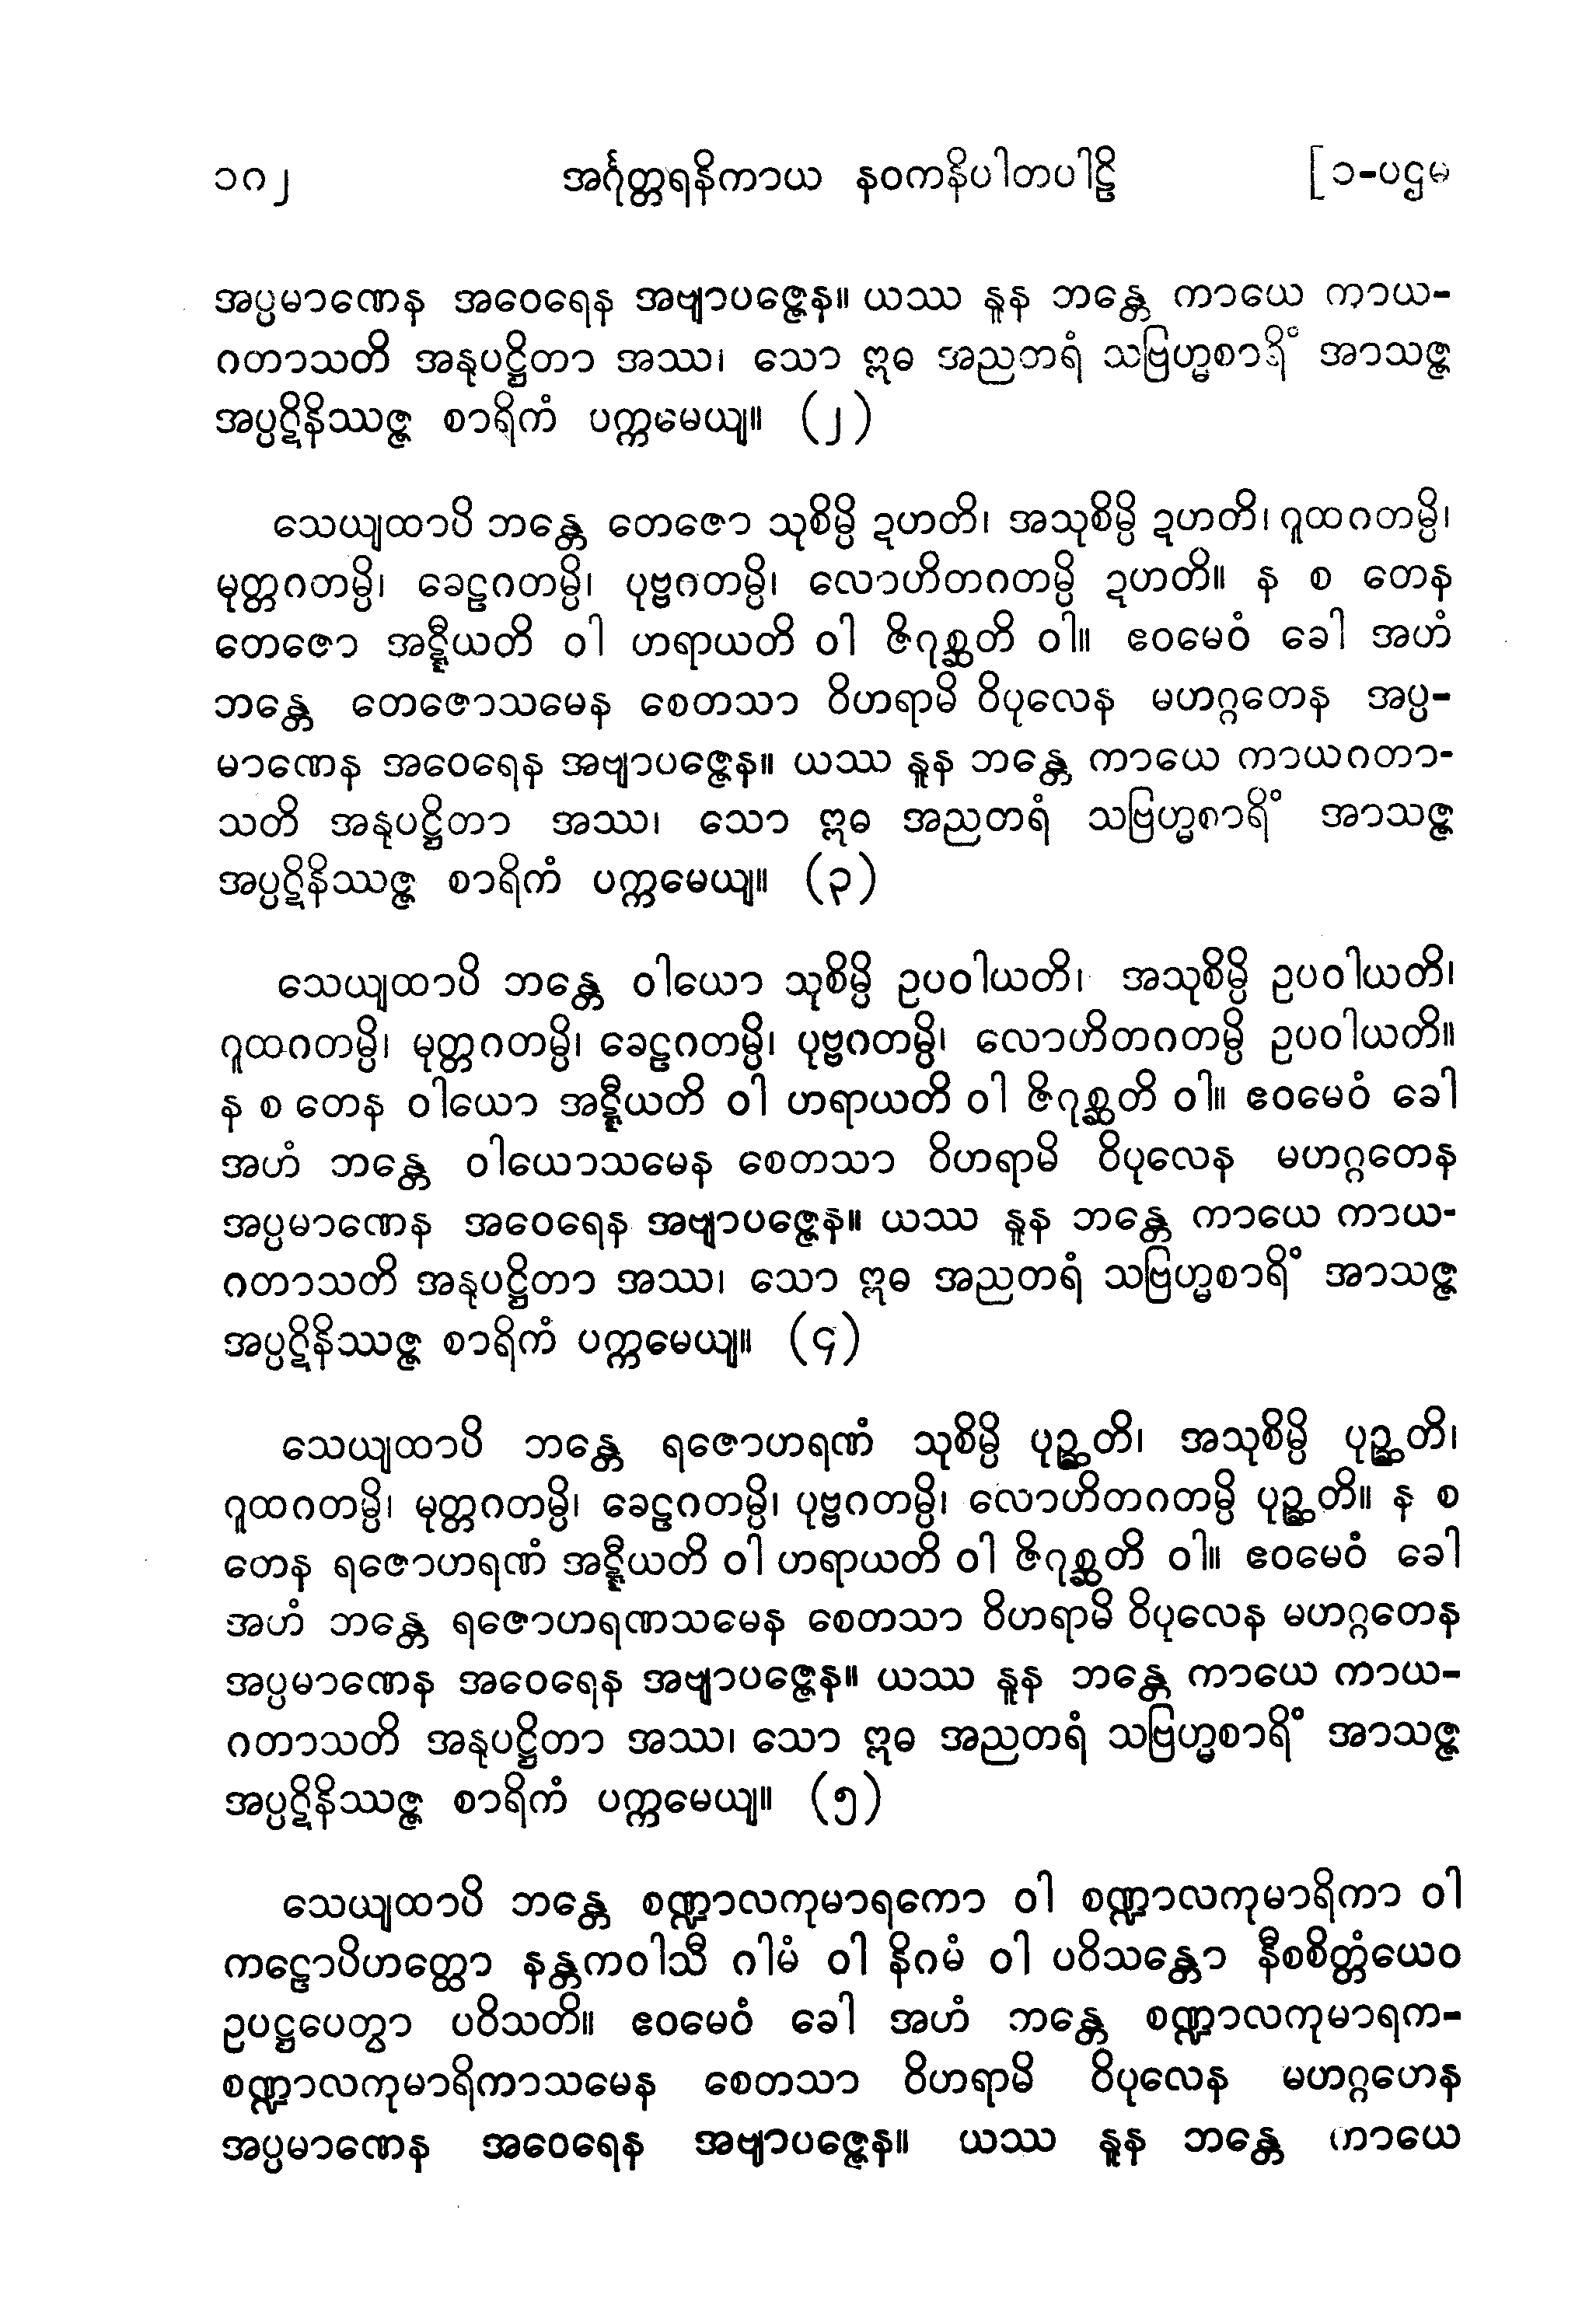 ၁၈၂ အင်္ဂုတ္တရနိကာယ နဝကနိပါတပါဠိ [ ၁-ပဌမ
အပ္ပမာဏေန အဝေရေန အဗျာပဇ္ဇေန။ ယဿ နူန ဘန္တေ ကာယေ ကာယ-
ဂတာသတိ အနုပဋ္ဌိတာ အဿ၊ သော ဣဓ အညတရံ သဗြဟ္မစာရိံ အာသဇ္ဇ
အပ္ပဋိနိဿဇ္ဇ စာရိကံ ပက္ကမေယျ။ (၂)
သေယျထာပိ ဘန္တေ တေဇော သုစိမ္ပိ ဍဟတိ၊ အသုစိမ္ပိ ဍဟတိ၊ ဂူထဂတမ္ပိ၊
မုတ္တဂတမ္ပိ၊ ခေဠဂတမ္ပိ၊ ပုဗ္ဗဂတမ္ပိ၊ လောဟိတဂတမ္ပိ ဍဟတိ။ န စ တေန
တေဇော အဋ္ဋီယတိ ဝါ ဟရာယတိ ဝါ ဇိဂုစ္ဆတိ ဝါ။ ဧဝမေဝံ ခေါ အဟံ
ဘန္တေ တေဇောသမေန စေတသာ ဝိဟရာမိ ဝိပုလေန မဟဂ္ဂတေန အပ္ပ-
မာဏေန အဝေရေန အဗျာပဇ္ဇေန။ ယဿ နူန ဘန္တေ ကာယေ ကာယဂတာ-
သတိ အနုပဋ္ဌိတာ အဿ၊ သော ဣဓ အညတရံ သဗြဟ္မစာရိံ အာသဇ္ဇ
အပ္ပဋိနိဿဇ္ဇ စာရိကံ ပက္ကမေယျ။ (၃)
သေယျထာပိ ဘန္တေ ဝါယော သုစိမ္ပိ ဥပဝါယတိ၊ အသုစိမ္ပိ ဥပဝါယတိ၊
ဂူထဂတမ္ပိ၊ မုတ္တဂတမ္ပိ၊ ခေဠဂတမ္ပိ၊ ပုဗ္ဗဂတမ္ပိ၊ လောဟိတဂတမ္ပိ ဥပဝါယတိ။
န စ တေန ဝါယော အဋ္ဋီယတိ ဝါ ဟရာယတိ ဝါ ဇိဂုစ္ဆတိ ဝါ။ ဧဝမေဝံ ခေါ
အဟံ ဘန္တေ ဝါယောသမေန စေတသာ ဝိဟရာမိ ဝိပုလေန မဟဂ္ဂတေန
အပ္ပမာဏေန အဝေရေန အဗျာပဇ္ဇေန။ ယဿ နူန ဘန္တေ ကာယေ ကာယ-
ဂတာသတိ အနုပဋ္ဌိတာ အဿ၊ သော ဣဓ အညတရံ သဗြဟ္မစာရိံ အာသဇ္ဇ
အပ္ပဋိနိဿဇ္ဇ စာရိကံ ပက္ကမေယျ။ (၄)
သေယျထာပိ ဘန္တေ ရဇောဟရဏံ သုစိမ္ပိ ပုဉ္ဆတိ၊ အသုစိမ္ပိ ပုဉ္ဆတိ၊
ဂူထဂတမ္ပိ၊ မုတ္တဂတမ္ပိ၊ ခေဠဂတမ္ပိ၊ ပုဗ္ဗဂတမ္ပိ၊ လောဟိတဂတမ္ပိ ပုဉ္ဆတိ။ န စ
တေန ရဇောဟရဏံ အဋ္ဋီယတိ ဝါ ဟရာယတိ ဝါ ဇိဂုစ္ဆတိ ဝါ။ ဧဝမေဝံ ခေါ
အဟံ ဘန္တေ ရဇောဟရဏသမေန စေတသာ ဝိဟရာမိ ဝိပုလေန မဟဂ္ဂတေန
အပ္ပမာဏေန အဝေရေန အဗျာပဇ္ဇေန။ ယဿ နူန ဘန္တေ ကာယေ ကာယ-
ဂတာသတိ အနုပဋ္ဌိတာ အဿ၊ သော ဣဓ အညတရံ သဗြဟ္မစာရိံ အာသဇ္ဇ
အပ္ပဋိနိဿဇ္ဇ စာရိကံ ပက္ကမေယျ။ (၅)
သေယျထာပိ ဘန္တေ စဏ္ဍာလကုမာရကော ဝါ စဏ္ဍာလကုမာရိကာ ဝါ
ကဠောပိဟတ္ထော နန္တကဝါသီ ဂါမံ ဝါ နိဂမံ ဝါ ပဝိသန္တော နီစစိတ္တံယေဝ
ဥပဋ္ဌပေတွာ ပဝိသတိ။ ဧဝမေဝံ ခေါ အဟံ ဘန္တေ စဏ္ဍာလကုမာရက-
စဏ္ဍာလကုမာရိကာသမေန စေတသာ ဝိဟရာမိ ဝိပုလေန မဟဂ္ဂဟေန
အပ္ပမာဏေန အဝေရေန အဗျာပဇ္ဇေန။ ယဿ နူန ဘန္တေ ကာယေ